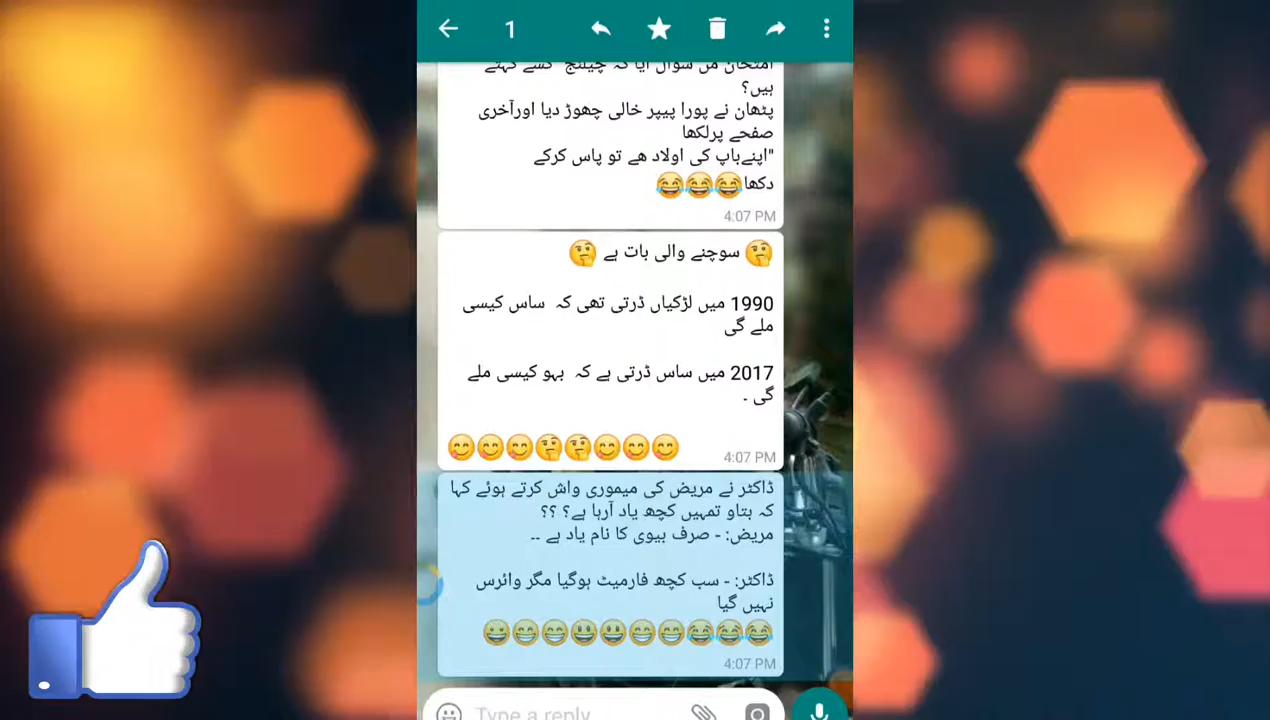 1
امتحان میں سوال آیا کہ چیلنج کسے کہتے
ہیں؟
پٹھان نے پورا پیپر خالی چھوڑ دیا اورآخری
صفحے پرلکھا
"اپنےباپ کی اولاد ھے تو پاس کرکے
دکھا😂😂😂
4:07 PM
🤔 سوچنے والی بات ہے 🤔
1990 میں لڑکیاں ڈرتی تھی کہ ساس کیسی
ملے گی
2017 میں ساس ڈرتی ہے کہ بہو کیسی ملے
گی ۔
😋😋😋🤔🤔😋😋😋
4:07 PM
ڈاکٹر نے مریض کی میموری واش کرتے ہوئے کہا
کہ بتاو تمہیں کچھ یاد آرہا ہے؟ ؟؟
مریض: - صرف بیوی کا نام یاد ہے --
ڈاکٹر: - سب کچھ فارمیٹ ہوگیا مگر وائرس
نہیں گیا
😂😂😂😁😁😃😃😁😁😀
4:07 PM
Type a reply